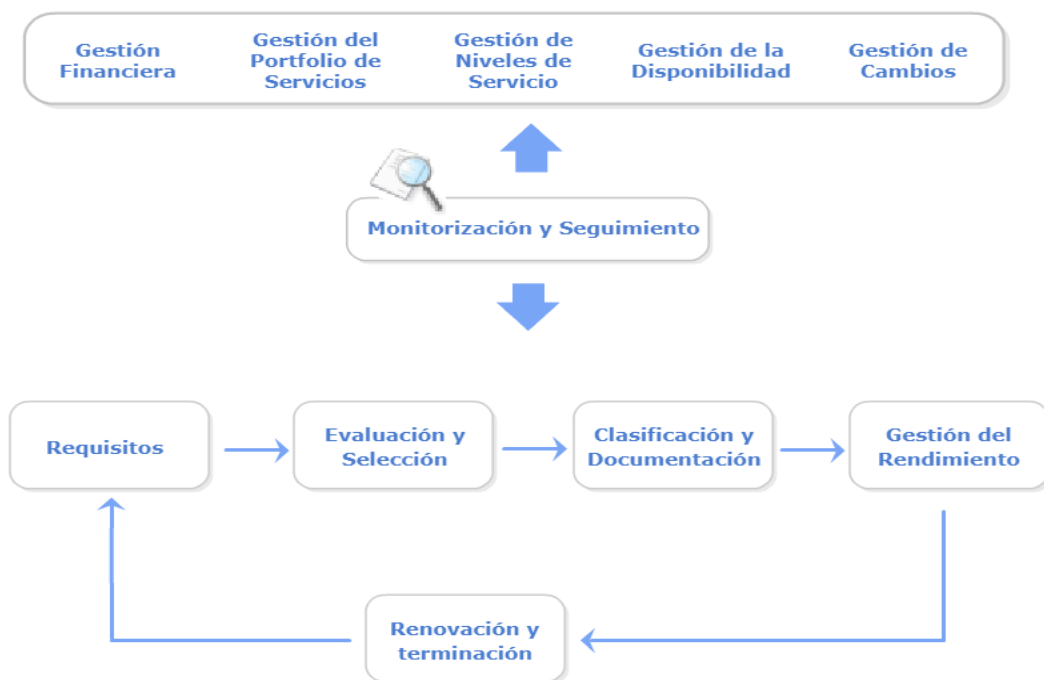 Gestión
Financiera
Gestión del
Portfolio de
Servicios
Gestión de
Niveles de
Servicio
Gestión de la
Disponibilidad
Gestión de
Cambios
Monitorización y Seguimiento
Requisitos
Evaluación y
Selección
Clasificación y
Documentación
Gestión del
Rendimiento
Renovación y
terminación